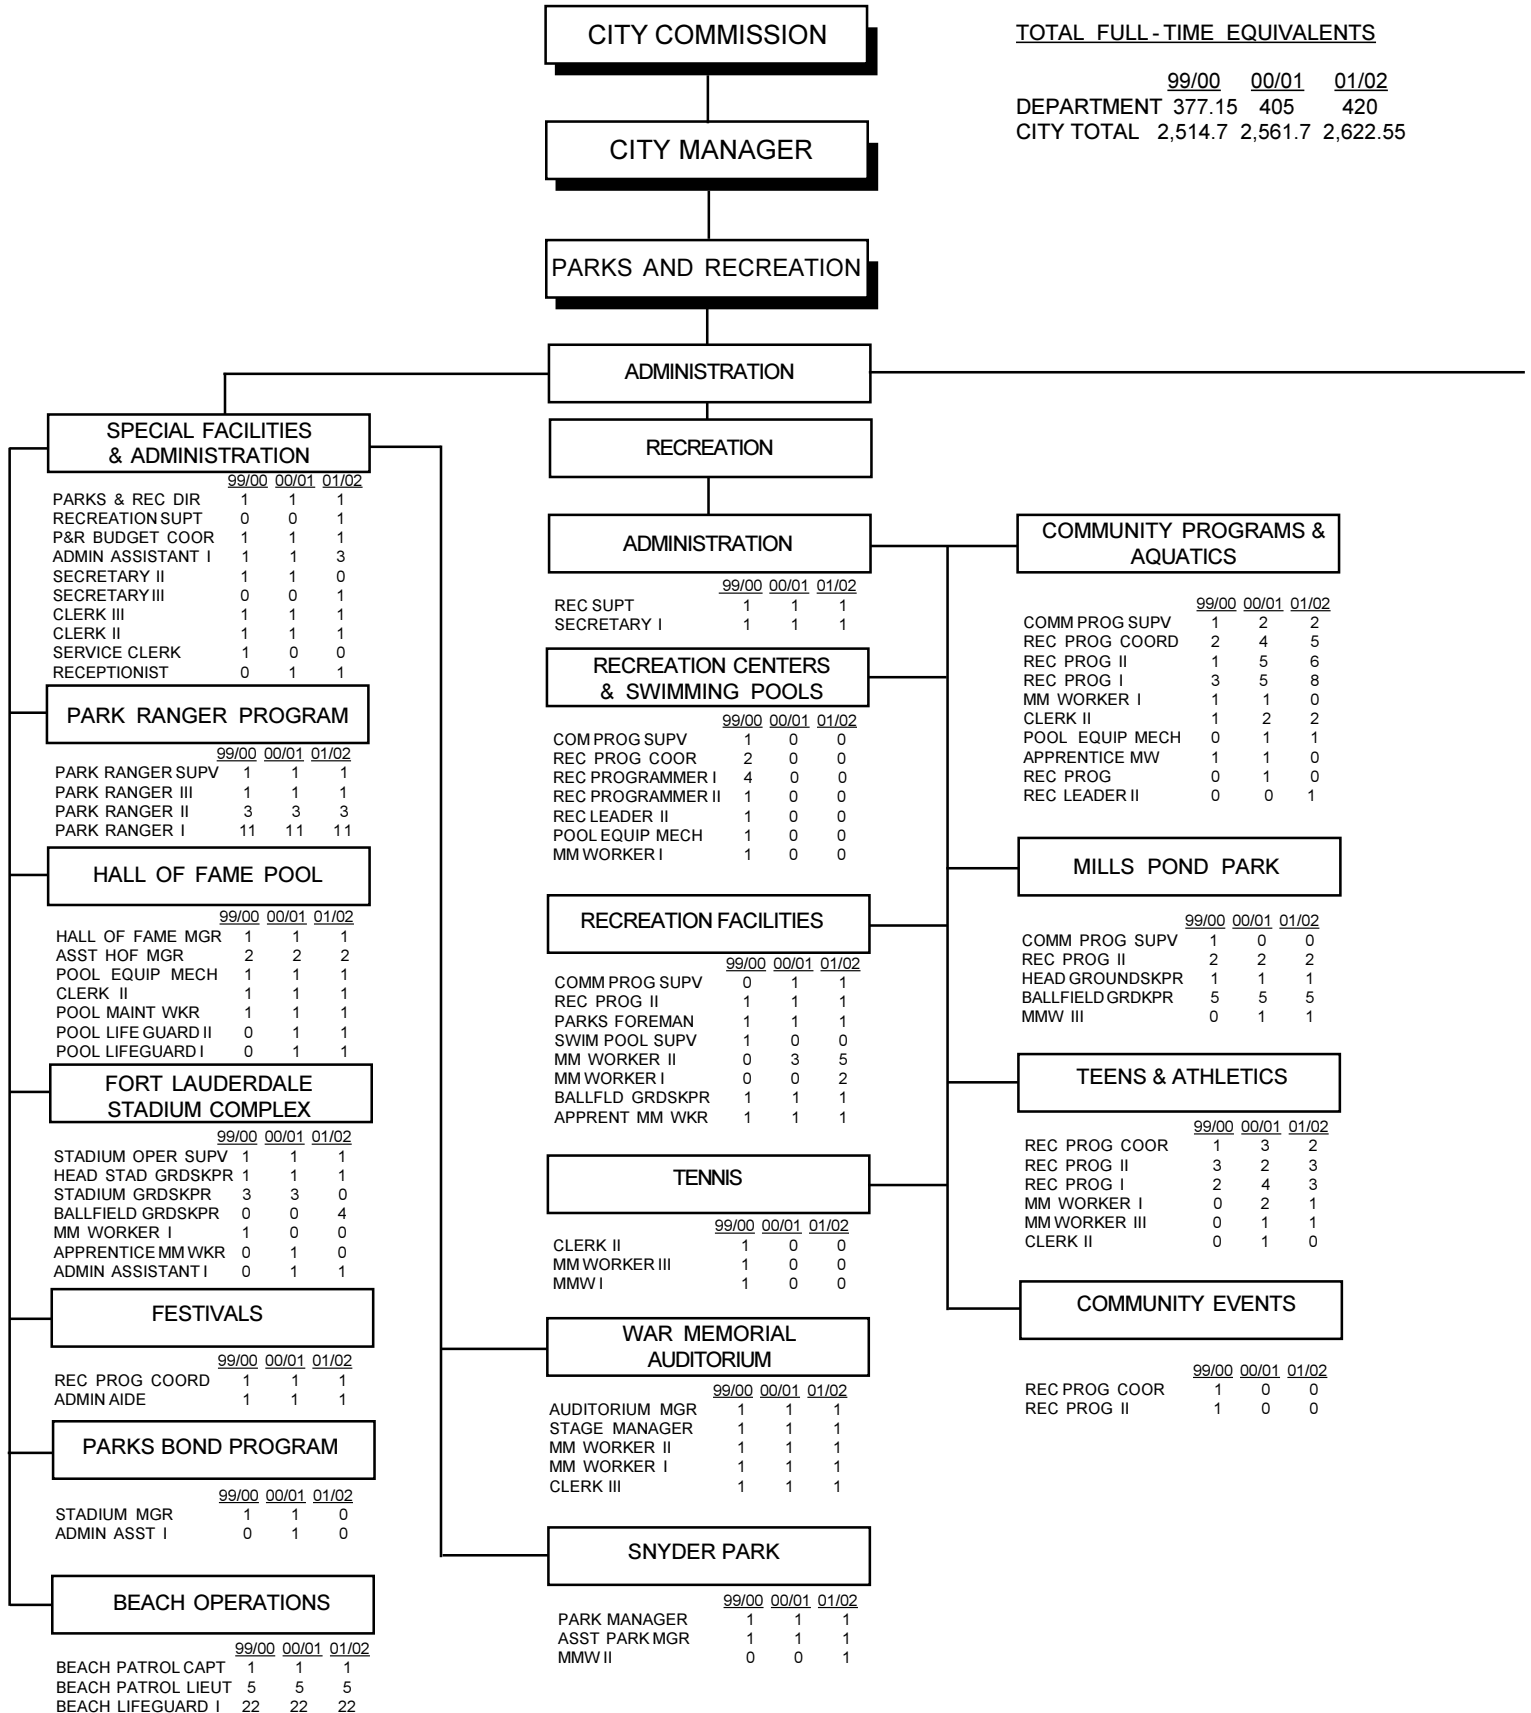 CITY COMMISSION
TOTAL FULL-TIME EQUIVALENTS
99/00 00/01 01/02
DEPARTMENT 377.15 405 420
CITY TOTAL 2,514.7 2,561.7 2,622.55
CITY MANAGER
PARKS AND RECREATION
ADMINISTRATION
SPECIAL FACILITIES
& ADMINISTRATION
99/00 00/01 01/02
PARKS & REC DIR 1 1 1
RECREATION SUPT 0 0 1
P&R BUDGET COOR 1 1 1
ADMIN ASSISTANT I 1 1 3
SECRETARY II 1 1 0
SECRETARY III 0 0 1
CLERK III 1 1 1
CLERK II 1 1 1
SERVICE CLERK 1 0 0
RECEPTIONIST 0 1 1
PARK RANGER PROGRAM
99/00 00/01 01/02
PARK RANGER SUPV 1 1 1
PARK RANGER III 1 1 1
PARK RANGER II 3 3 3
PARK RANGER I 11 11 11
HALL OF FAME POOL
99/00 00/01 01/02
HALL OF FAME MGR 1 1 1
ASST HOF MGR 2 2 2
POOL EQUIP MECH 1 1 1
CLERK II 1 1 1
POOL MAINT WKR 1 1 1
POOL LIFE GUARD II 0 1 1
POOL LIFEGUARD I 0 1 1
FORT LAUDERDALE
STADIUM COMPLEX
99/00 00/01 01/02
STADIUM OPER SUPV 1 1 1
HEAD STAD GRDSKPR 1 1 1
STADIUM GRDSKPR 3 3 0
BALLFIELD GRDSKPR 0 0 4
MM WORKER I 1 0 0
APPRENTICE MM WKR 0 1 0
ADMIN ASSISTANT I 0 1 1
FESTIVALS
99/00 00/01 01/02
REC PROG COORD 1 1 1
ADMIN AIDE 1 1 1
PARKS BOND PROGRAM
99/00 00/01 01/02
STADIUM MGR 1 1 0
ADMIN ASST I 0 1 0
BEACH OPERATIONS
99/00 00/01 01/02
BEACH PATROL CAPT 1 1 1
BEACH PATROL LIEUT 5 5 5
BEACH LIFEGUARD I 22 22 22
RECREATION
ADMINISTRATION
99/00 00/01 01/02
REC SUPT 1 1 1
SECRETARY I 1 1 1
RECREATION CENTERS
& SWIMMING POOLS
99/00 00/01 01/02
COM PROG SUPV 1 0 0
REC PROG COOR 2 0 0
REC PROGRAMMER I 4 0 0
REC PROGRAMMER II 1 0 0
REC LEADER II 1 0 0
POOL EQUIP MECH 1 0 0
MM WORKER I 1 0 0
RECREATION FACILITIES
99/00 00/01 01/02
COMM PROG SUPV 0 1 1
REC PROG II 1 1 1
PARKS FOREMAN 1 1 1
SWIM POOL SUPV 1 0 0
MM WORKER II 0 3 5
MM WORKER I 0 0 2
BALLFLD GRDSKPR 1 1 1
APPRENT MM WKR 1 1 1
TENNIS
99/00 00/01 01/02
CLERK II 1 0 0
MM WORKER III 1 0 0
MMW I 1 0 0
WAR MEMORIAL
AUDITORIUM
99/00 00/01 01/02
AUDITORIUM MGR 1 1 1
STAGE MANAGER 1 1 1
MM WORKER II 1 1 1
MM WORKER I 1 1 1
CLERK III 1 1 1
SNYDER PARK
99/00 00/01 01/02
PARK MANAGER 1 1 1
ASST PARK MGR 1 1 1
MMW II 0 0 1
COMMUNITY PROGRAMS &
AQUATICS
99/00 00/01 01/02
COMM PROG SUPV 1 2 2
REC PROG COORD 2 4 5
REC PROG II 1 5 6
REC PROG I 3 5 8
MM WORKER I 1 1 0
CLERK II 1 2 2
POOL EQUIP MECH 0 1 1
APPRENTICE MW 1 1 0
REC PROG 0 1 0
REC LEADER II 0 0 1
MILLS POND PARK
99/00 00/01 01/02
COMM PROG SUPV 1 0 0
REC PROG II 2 2 2
HEAD GROUNDSKPR 1 1 1
BALLFIELD GRDKPR 5 5 5
MMW III 0 1 1
TEENS & ATHLETICS
99/00 00/01 01/02
REC PROG COOR 1 3 2
REC PROG II 3 2 3
REC PROG I 2 4 3
MM WORKER I 0 2 1
MM WORKER III 0 1 1
CLERK II 0 1 0
COMMUNITY EVENTS
99/00 00/01 01/02
REC PROG COOR 1 0 0
REC PROG II 1 0 0